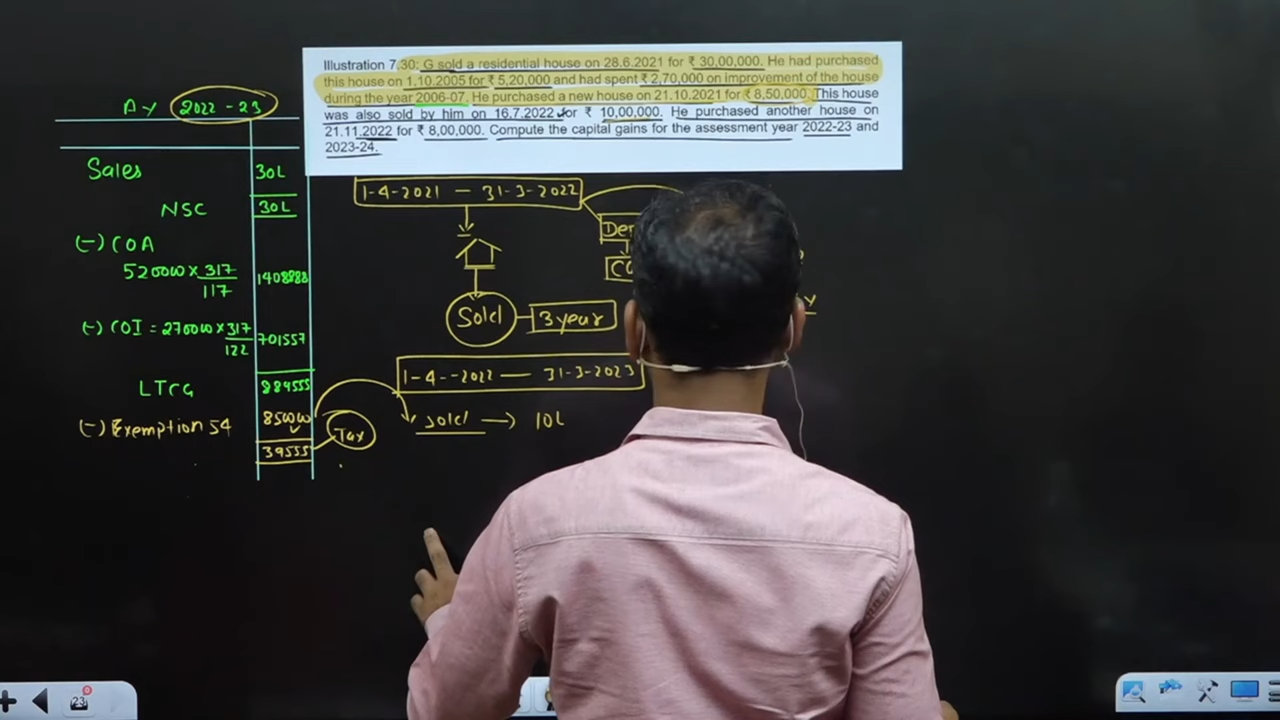 Illustration 7.30: G sold a residential house on 28.6.2021 for ₹ 30,00,000. He had purchased
this house on 1.10.2005 for ₹ 5,20,000 and had spent ₹ 2,70,000 on improvement of the house
during the year 2006-07. He purchased a new house on 21.10.2021 for ₹ 8,50,000. This house
was also sold by him on 16.7.2022 for ₹ 10,00,000. He purchased another house on
21.11.2022 for ₹ 8,00,000. Compute the capital gains for the assessment year 2022-23 and
2023-24.
AY 2022-23
Sales 30L
NSC 30L
(-) COA
520000 × 317/117 1408888
(-) COI = 270000 × 317/122 701557
LTCG 889555
(-) Exemption 54 850000
39555
Tax
1-4-2021 — 31-3-2022
Sold 3 year
1-4--2022 — 31-3-2023
Sold → 10L
23